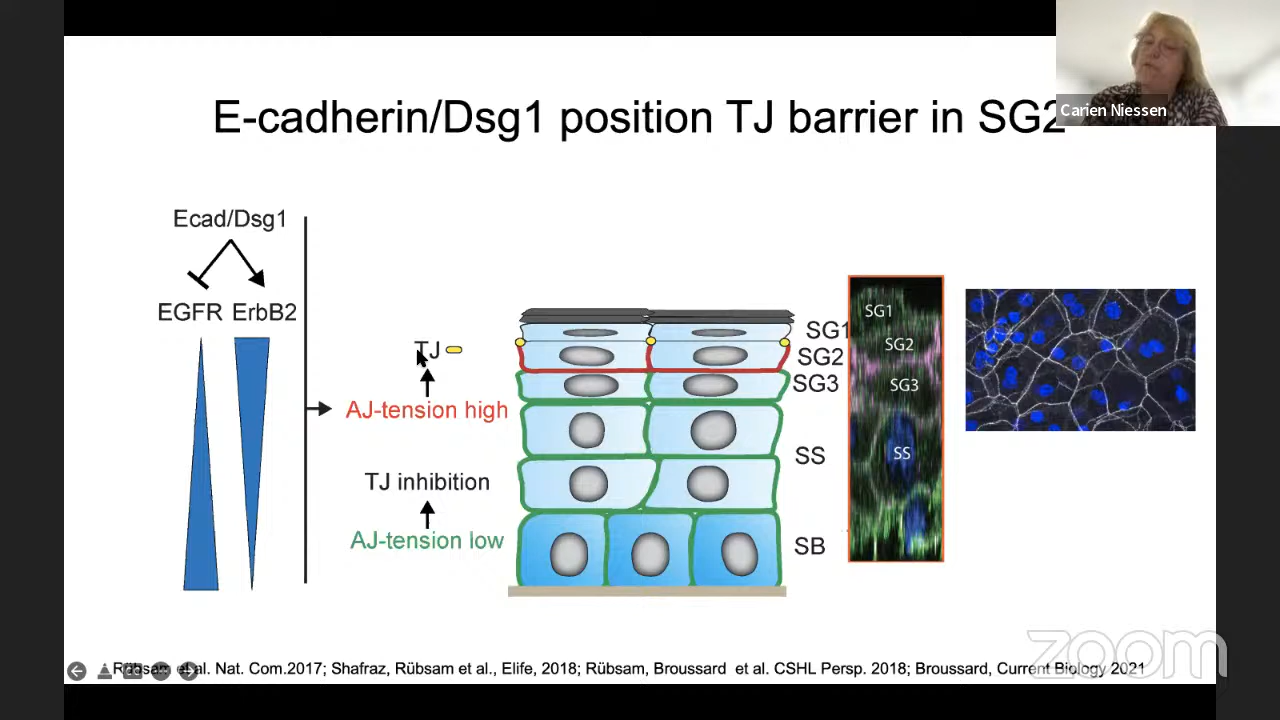 E-cadherin/Dsg1 position TJ barrier in SG2
Carien Niessen
Ecad/Dsg1
EGFR ErbB2
TJ
AJ-tension high
TJ inhibition
AJ-tension low
SG1
SG2
SG3
SS
SB
SG1
SG2
SG3
SS
zoom
Rübsam et al. Nat. Com.2017; Shafraz, Rübsam et al., Elife, 2018; Rübsam, Broussard et al. CSHL Persp. 2018; Broussard, Current Biology 2021